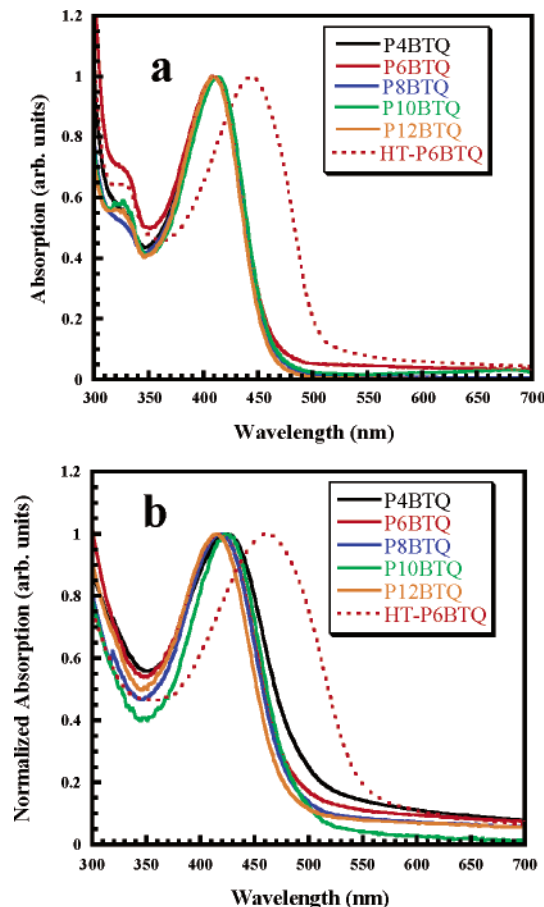 1.2
a
P4BTQ
P6BTQ
P8BTQ
P10BTQ
P12BTQ
HT-P6BTQ
1
0.8
0.6
0.4
0.2
0
Absorption (arb. units)
300 350 400 450 500 550 600 650 700
Wavelength (nm)
1.2
b
P4BTQ
P6BTQ
P8BTQ
P10BTQ
P12BTQ
HT-P6BTQ
1
0.8
0.6
0.4
0.2
0
Normalized Absorption (arb. units)
300 350 400 450 500 550 600 650 700
Wavelength (nm)